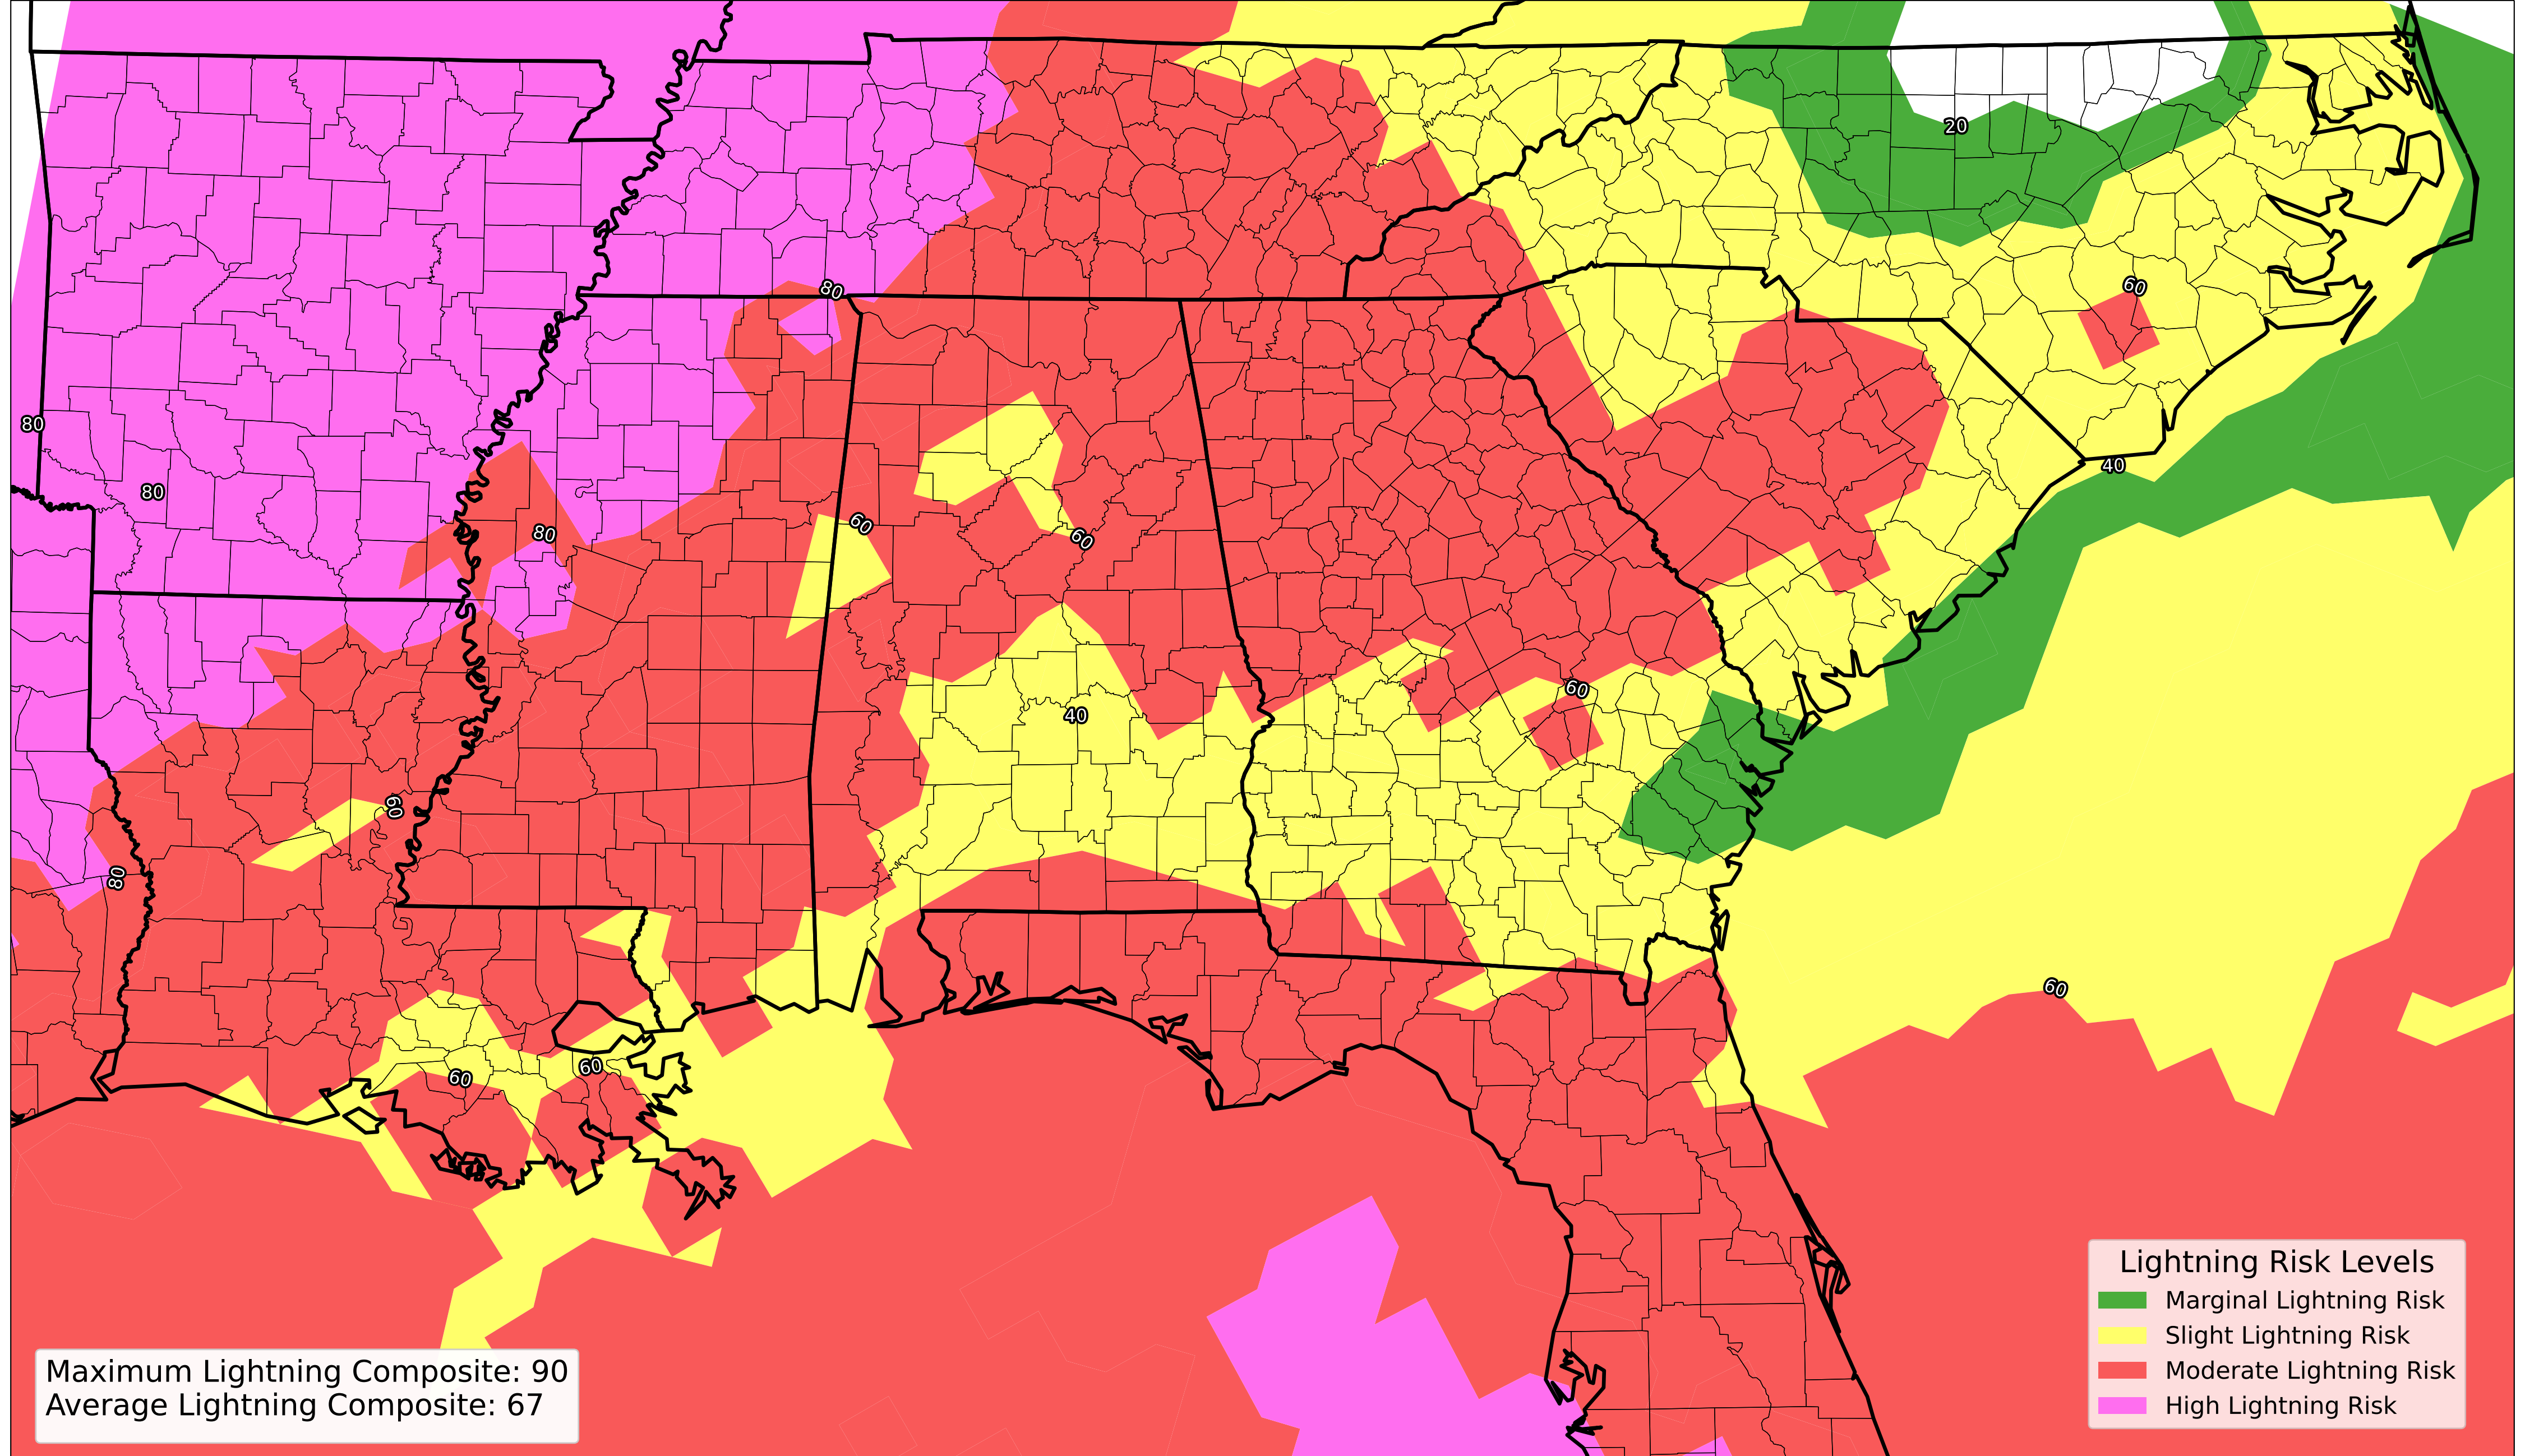 20
80
60
80
40
80
80
60
60
60
40
60
80
60
60
60
Lightning Risk Levels
Marginal Lightning Risk
Slight Lightning Risk
Moderate Lightning Risk
High Lightning Risk
Maximum Lightning Composite: 90
Average Lightning Composite: 67